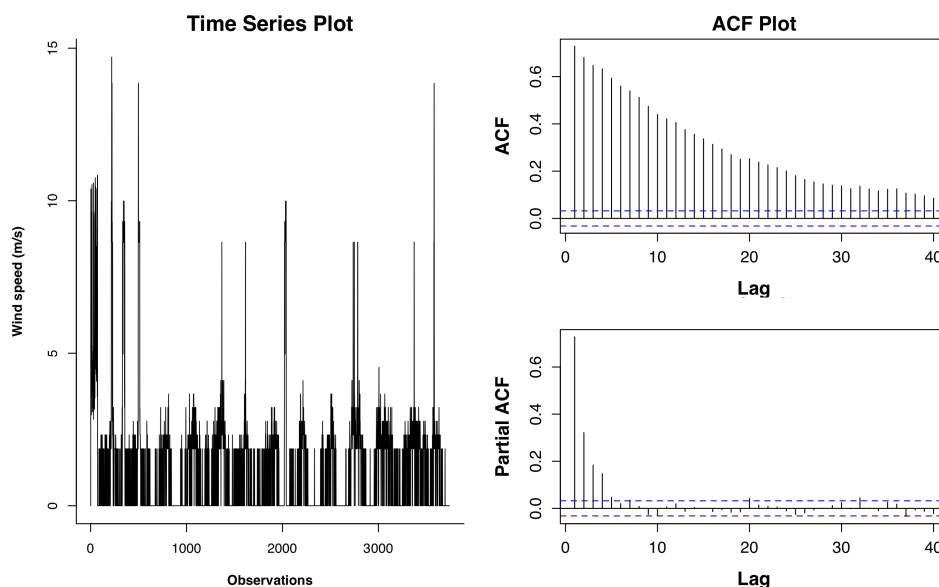 Time Series Plot
Wind speed (m/s)
15
10
5
0
0 1000 2000 3000
Observations
ACF Plot
ACF
0.6
0.4
0.2
0.0
0 10 20 30 40
Lag
Partial ACF
0.6
0.4
0.2
0.0
0 10 20 30 40
Lag